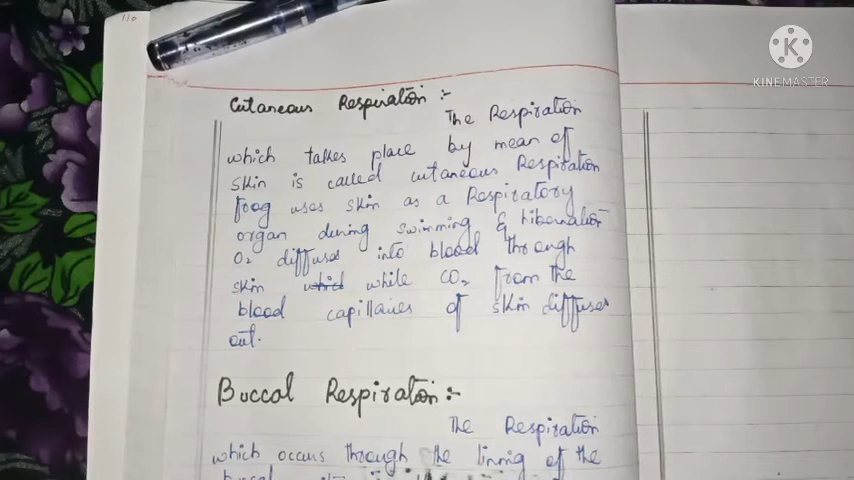 110
KINEMASTER
Cutaneous Respiration :-
The Respiration
which takes place by mean of
skin is called cutaneous Respiration
frog uses skin as a Respiratory
organ during swimming & hibernation
O₂ diffuses into blood through
skin which while CO₂ from the
blood capillaries of skin diffuses
out.
Buccal Respiration :-
The Respiration
which occurs through the lining of the